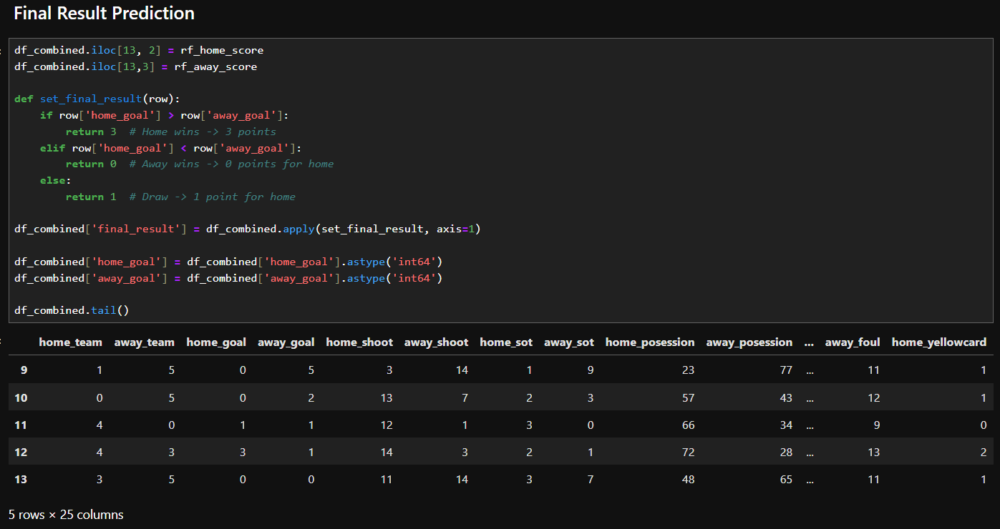 Final Result Prediction
df_combined.iloc[13, 2] = rf_home_score
df_combined.iloc[13,3] = rf_away_score
def set_final_result(row):
    if row['home_goal'] > row['away_goal']:
        return 3  # Home wins -> 3 points
    elif row['home_goal'] < row['away_goal']:
        return 0  # Away wins -> 0 points for home
    else:
        return 1  # Draw -> 1 point for home
df_combined['final_result'] = df_combined.apply(set_final_result, axis=1)
df_combined['home_goal'] = df_combined['home_goal'].astype('int64')
df_combined['away_goal'] = df_combined['away_goal'].astype('int64')
df_combined.tail()
home_team away_team home_goal away_goal home_shoot away_shoot home_sot away_sot home_posession away_posession ... away_foul home_yellowcard
9 1 5 0 5 3 14 1 9 23 77 ... 11 1
10 0 5 0 2 13 7 2 3 57 43 ... 12 1
11 4 0 1 1 12 1 3 0 66 34 ... 9 0
12 4 3 3 1 14 3 2 1 72 28 ... 13 2
13 3 5 0 0 11 14 3 7 48 65 ... 11 1
5 rows × 25 columns